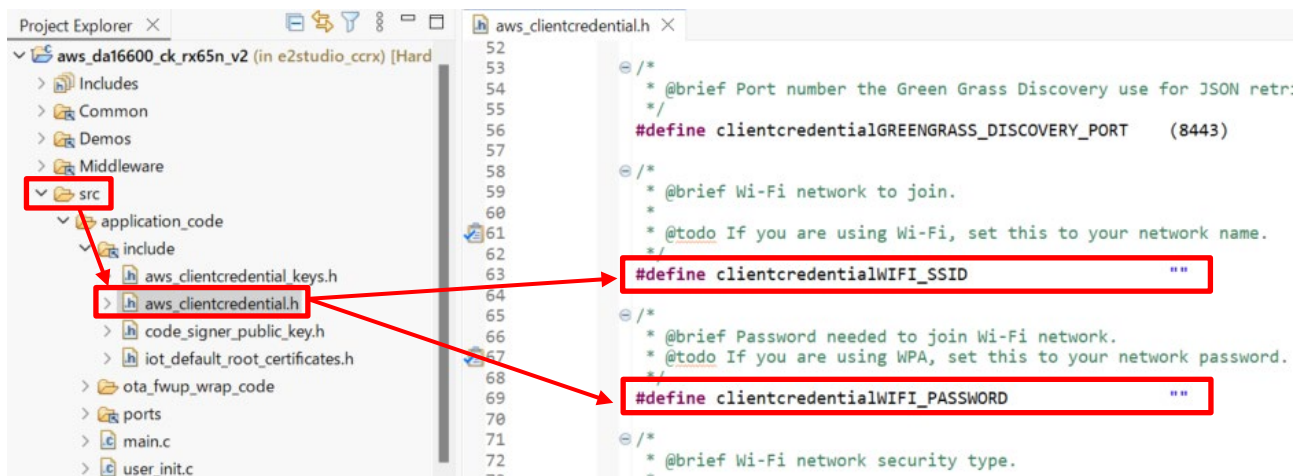 Project Explorer
aws_da16600_ck_rx65n_v2 (in e2studio_ccrx) [Hard
Includes
Common
Demos
Middleware
src
application_code
include
aws_clientcredential_keys.h
aws_clientcredential.h
code_signer_public_key.h
iot_default_root_certificates.h
ota_fwup_wrap_code
ports
main.c
user_init.c
aws_clientcredential.h
52
53 /*
54 * @brief Port number the Green Grass Discovery use for JSON retri
55 */
56 #define clientcredentialGREENGRASS_DISCOVERY_PORT (8443)
57
58 /*
59 * @brief Wi-Fi network to join.
60 *
61 * @todo If you are using Wi-Fi, set this to your network name.
62 */
63 #define clientcredentialWIFI_SSID ""
64
65 /*
66 * @brief Password needed to join Wi-Fi network.
67 * @todo If you are using WPA, set this to your network password.
68 */
69 #define clientcredentialWIFI_PASSWORD ""
70
71 /*
72 * @brief Wi-Fi network security type.